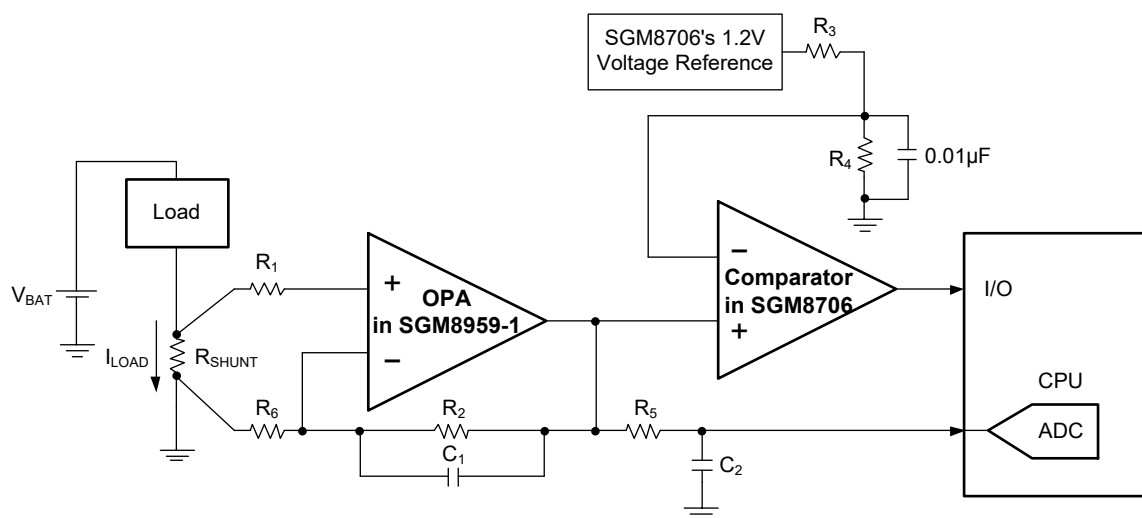 SGM8706's 1.2V
Voltage Reference
R3
R4
0.01µF
Load
VBAT
ILOAD
RSHUNT
R1
+
OPA
in SGM8959-1
−
R6
R2
C1
−
Comparator
in SGM8706
+
R5
C2
I/O
CPU
ADC